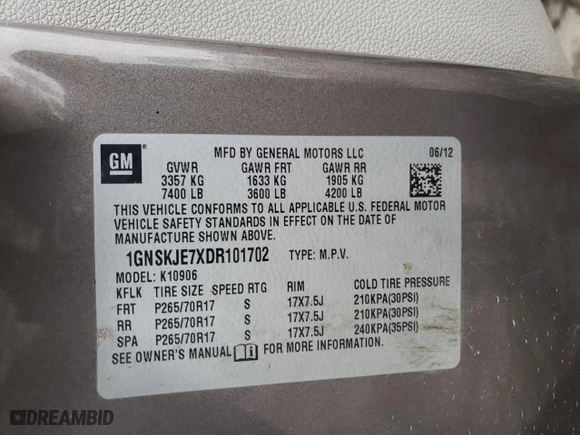 GM
MFD BY GENERAL MOTORS LLC 06/12
GVWR GAWR FRT GAWR RR
3357 KG 1633 KG 1905 KG
7400 LB 3600 LB 4200 LB
THIS VEHICLE CONFORMS TO ALL APPLICABLE U.S. FEDERAL MOTOR
VEHICLE SAFETY STANDARDS IN EFFECT ON THE DATE OF
MANUFACTURE SHOWN ABOVE.
1GNSKJE7XDR101702 TYPE: M.P.V.
MODEL: K10906
KFLK TIRE SIZE SPEED RTG RIM COLD TIRE PRESSURE
FRT P265/70R17 S 17X7.5J 210KPA(30PSI)
RR P265/70R17 S 17X7.5J 210KPA(30PSI)
SPA P265/70R17 S 17X7.5J 240KPA(35PSI)
SEE OWNER'S MANUAL FOR MORE INFORMATION.
DREAMBID